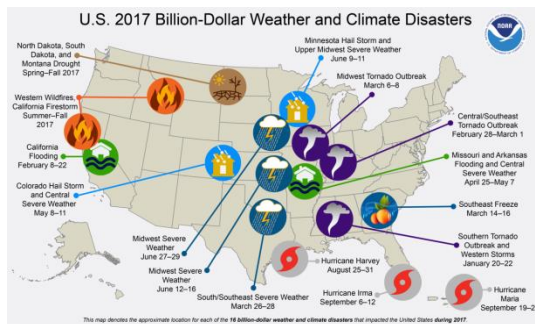 U.S. 2017 Billion-Dollar Weather and Climate Disasters
NOAA
North Dakota, South
Dakota, and
Montana Drought
Spring–Fall 2017
Minnesota Hail Storm and
Upper Midwest Severe Weather
June 9–11
Midwest Tornado Outbreak
March 6–8
Western Wildfires,
California Firestorm
Summer–Fall
2017
Central/Southeast
Tornado Outbreak
February 28–March 1
California
Flooding
February 8–22
Missouri and Arkansas
Flooding and Central
Severe Weather
April 25–May 7
Colorado Hail Storm
and Central
Severe Weather
May 8–11
Southeast Freeze
March 14–16
Midwest Severe
Weather
June 27–29
Southern Tornado
Outbreak and
Western Storms
January 20–22
Midwest Severe
Weather
June 12–16
Hurricane Harvey
August 25–31
South/Southeast Severe Weather
March 26–28
Hurricane Irma
September 6–12
Hurricane
Maria
September 19–2
This map denotes the approximate location for each of the 16 billion-dollar weather and climate disasters that impacted the United States during 2017.